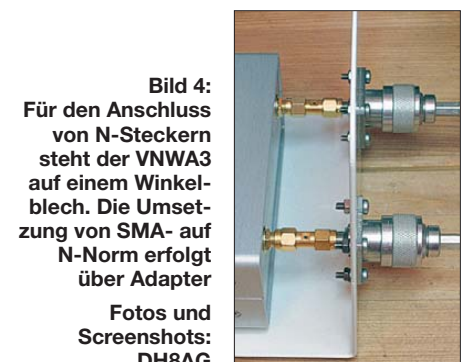 Bild 4:
Für den Anschluss
von N-Steckern
steht der VNWA3
auf einem Winkel-
blech. Die Umset-
zung von SMA- auf
N-Norm erfolgt
über Adapter
Fotos und
Screenshots:
DH8AG